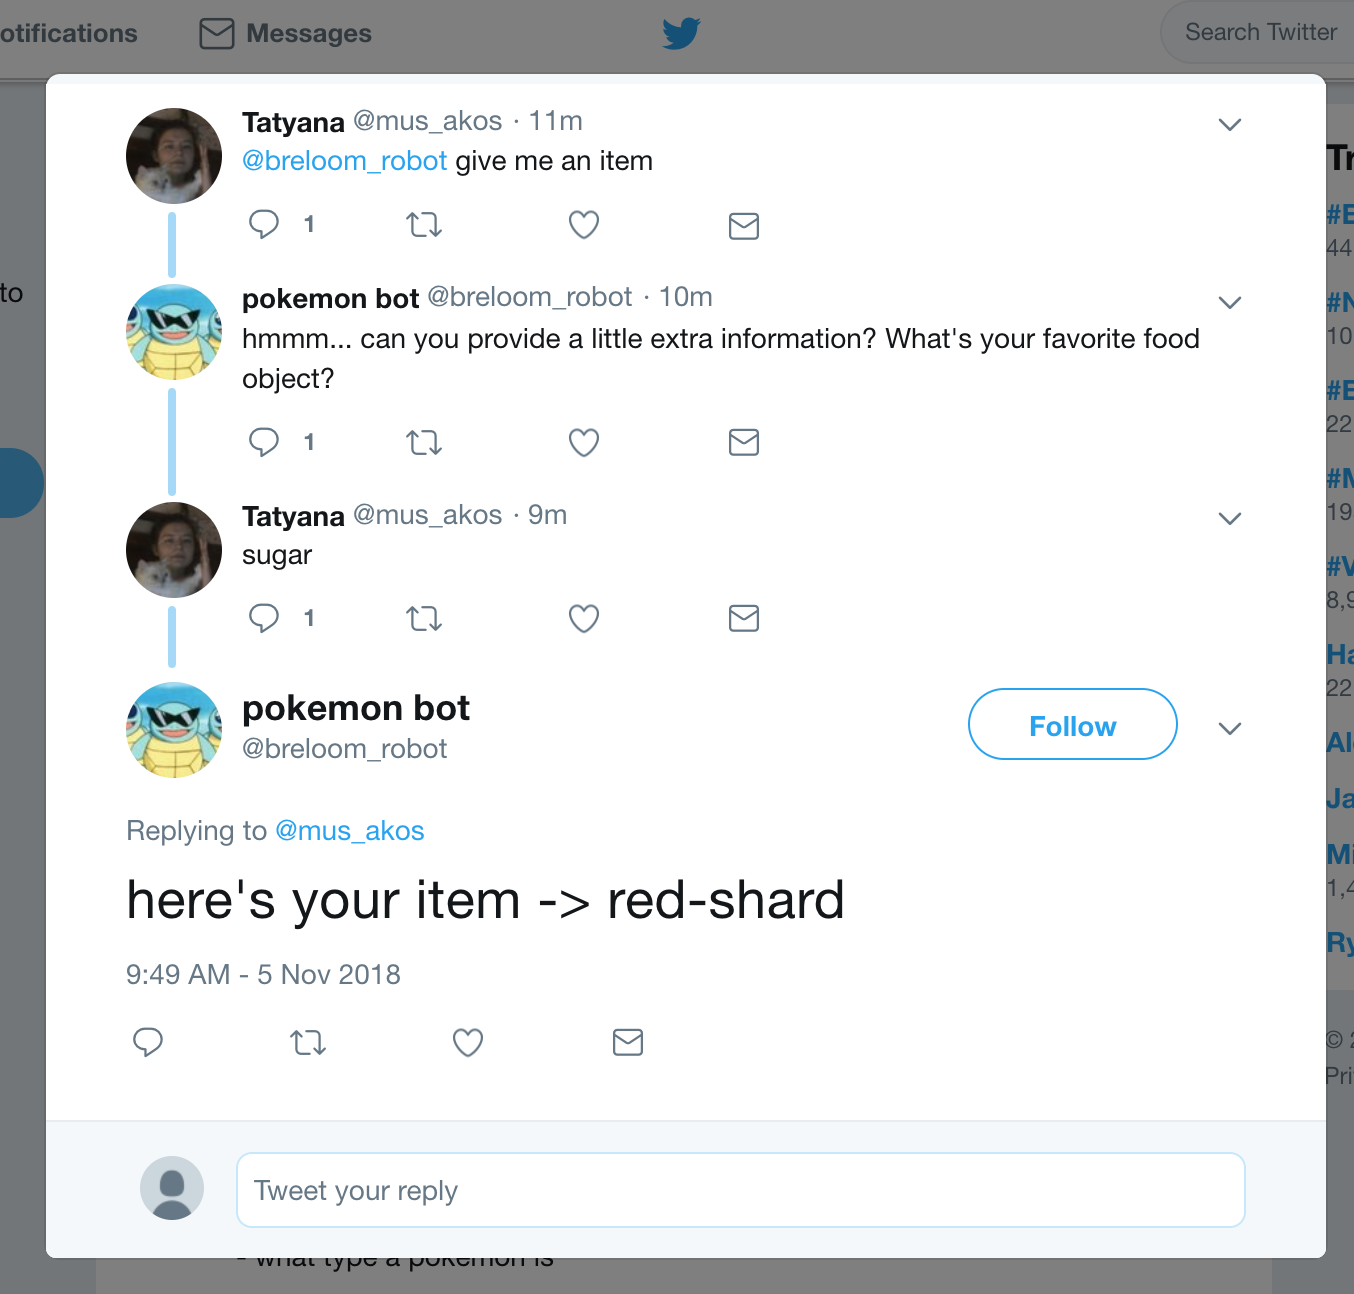 otifications
Messages
Search Twitter
Tatyana @mus_akos · 11m
@breloom_robot give me an item
1
pokemon bot @breloom_robot · 10m
hmmm... can you provide a little extra information? What's your favorite food
object?
1
Tatyana @mus_akos · 9m
sugar
1
pokemon bot
@breloom_robot
Follow
Replying to @mus_akos
here's your item -> red-shard
9:49 AM - 5 Nov 2018
Tweet your reply
- what type a pokemon is
to
Tr
#E
44
#N
10
#E
22
#M
19
#V
8,9
Ha
22
Al
Ja
Mi
1,4
Ry
© 2
Pri